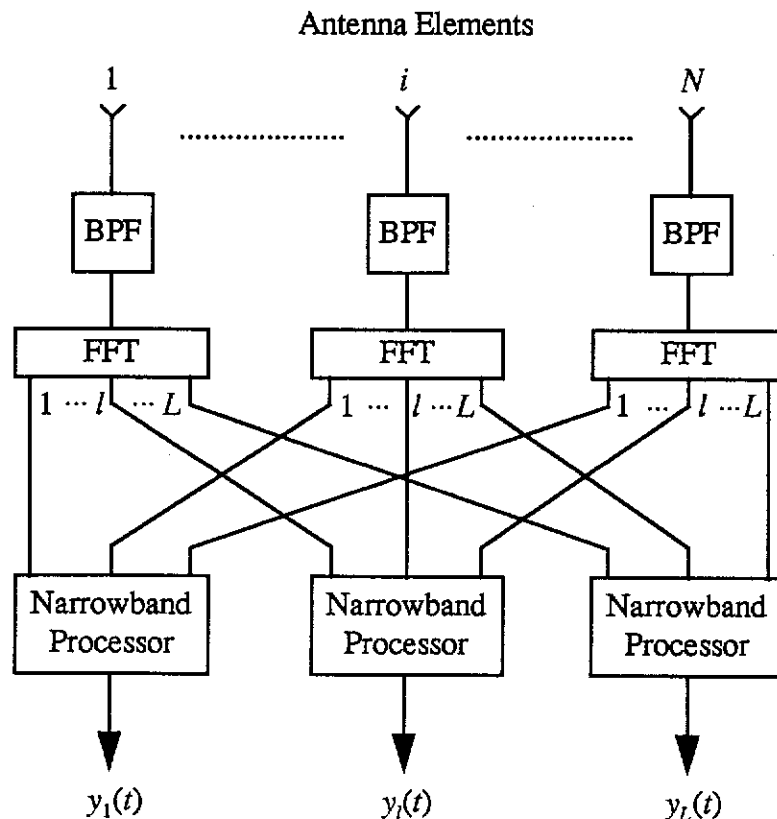 Antenna Elements
1 i N
BPF BPF BPF
FFT FFT FFT
1 ··· l ··· L 1 ··· l ··· L 1 ··· l ··· L
Narrowband Narrowband Narrowband
Processor Processor Processor
y₁(t) yₗ(t) y_L(t)